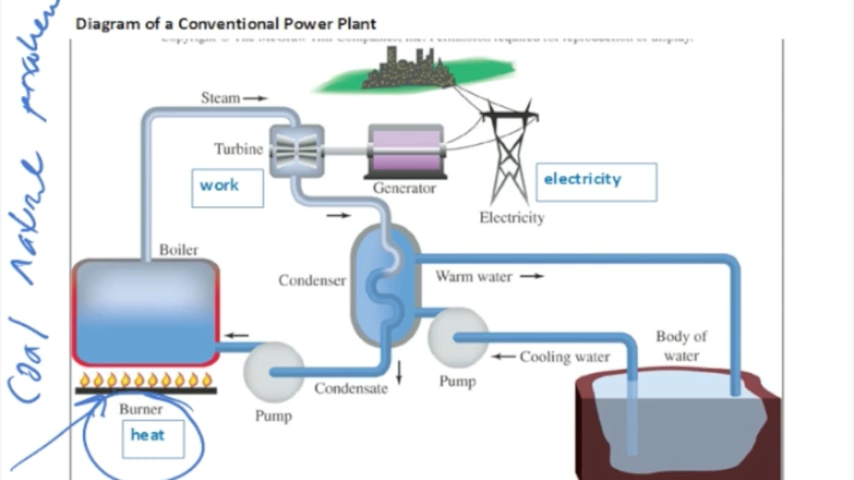 Diagram of a Conventional Power Plant
Steam
Turbine
work
Generator
electricity
Electricity
Boiler
Condenser
Warm water
Body of
water
Cooling water
Condensate
Pump
Burner
Pump
heat
Coal